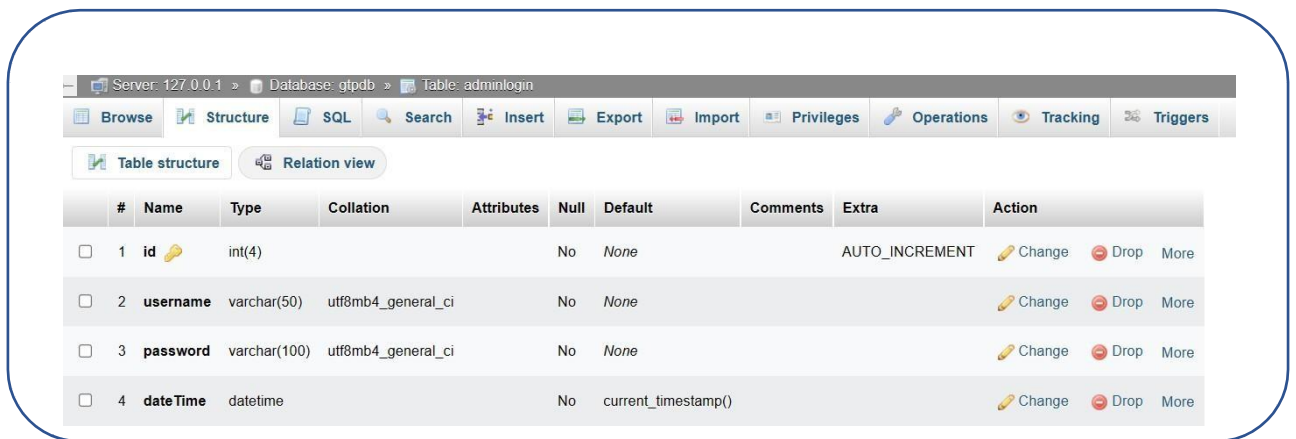 Server: 127.0.0.1 » Database: gtpdb » Table: adminlogin
Browse Structure SQL Search Insert Export Import Privileges Operations Tracking Triggers
Table structure Relation view
# Name Type Collation Attributes Null Default Comments Extra Action
1 id int(4) No None AUTO_INCREMENT Change Drop More
2 username varchar(50) utf8mb4_general_ci No None Change Drop More
3 password varchar(100) utf8mb4_general_ci No None Change Drop More
4 dateTime datetime No current_timestamp() Change Drop More